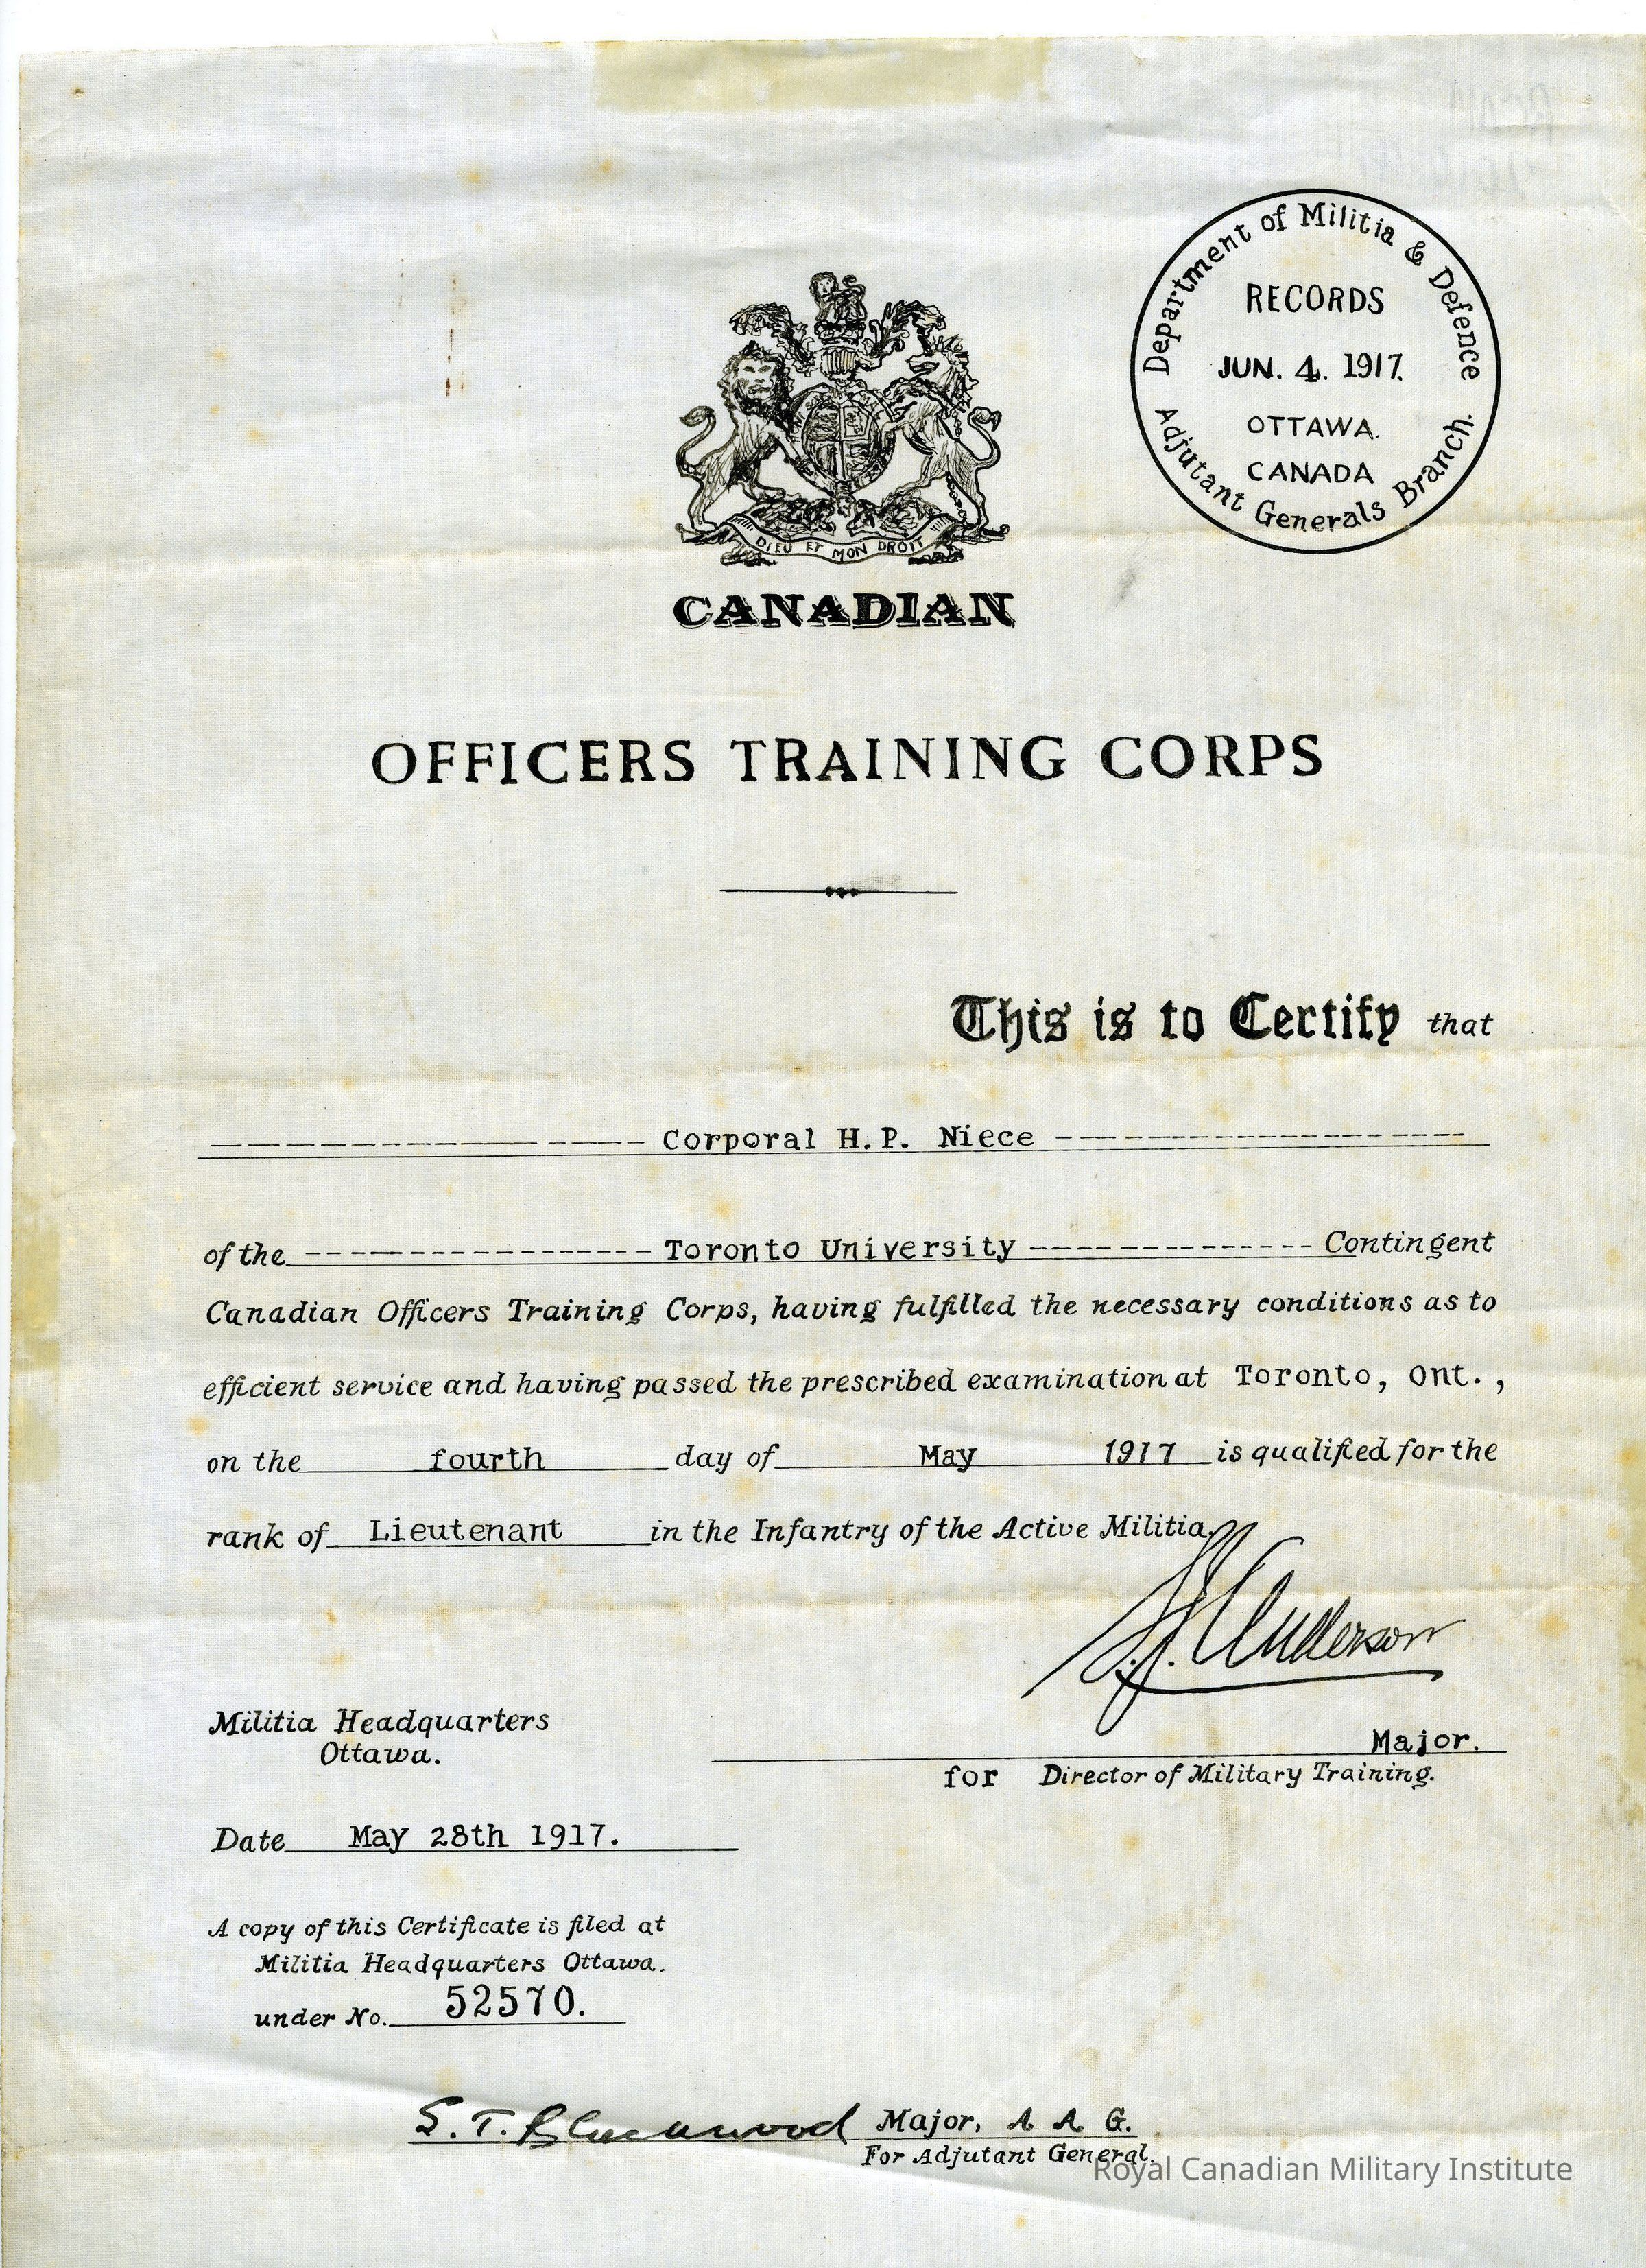 Department of Militia & Defence
RECORDS
JUN. 4. 1917.
OTTAWA.
CANADA
Adjutant Generals Branch.
DIEU ET MON DROIT
CANADIAN
OFFICERS TRAINING CORPS
This is to Certify that
Corporal H.P. Niece
of the Toronto University Contingent
Canadian Officers Training Corps, having fulfilled the necessary conditions as to
efficient service and having passed the prescribed examination at Toronto, Ont.,
on the fourth day of May 1917 is qualified for the
rank of Lieutenant in the Infantry of the Active Militia.
Anderson
Militia Headquarters
Ottawa.
Major.
for Director of Military Training.
Date May 28th 1917.
A copy of this Certificate is filed at
Militia Headquarters Ottawa.
under No. 52570.
S.T. Blackwood Major, A A G.
For Adjutant General.
Royal Canadian Military Institute